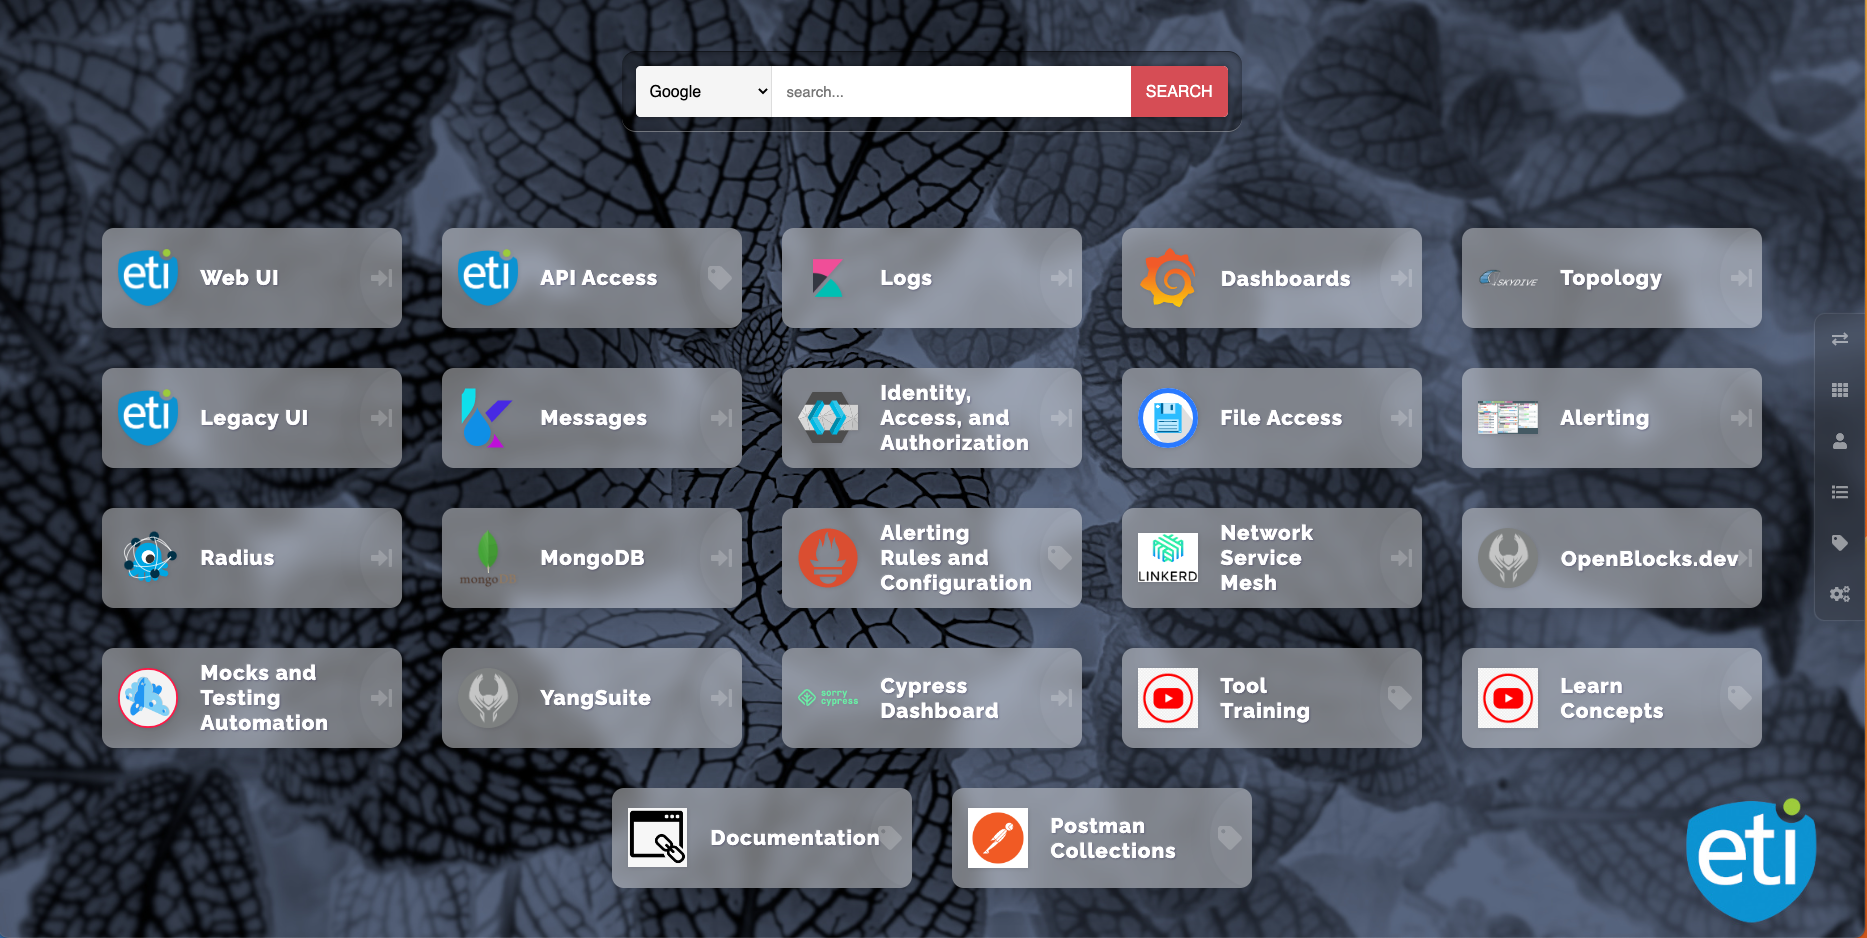 Google
search...
SEARCH
eti
Web UI
eti
API Access
Logs
Dashboards
SKYDIVE
Topology
eti
Legacy UI
Messages
Identity,
Access, and
Authorization
File Access
Alerting
Radius
mongo
MongoDB
Alerting
Rules and
Configuration
LINKERD
Network
Service
Mesh
OpenBlocks.dev
Mocks and
Testing
Automation
YangSuite
sorry
cypress
Cypress
Dashboard
Tool
Training
Learn
Concepts
Documentation
Postman
Collections
eti